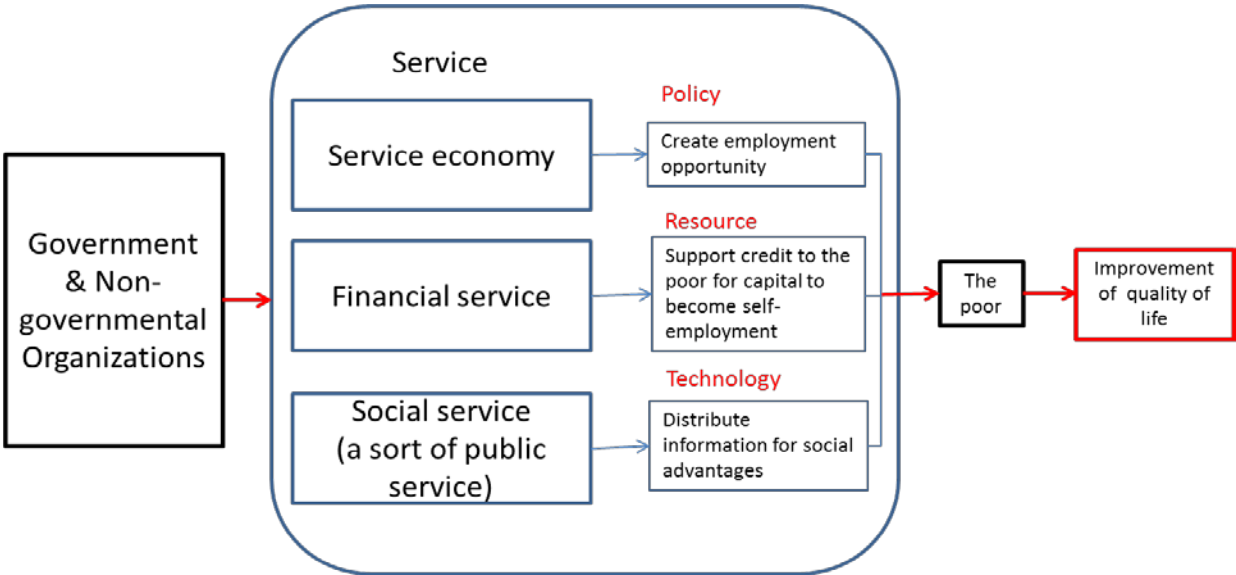 Service
Government
& Non-
governmental
Organizations
Service economy
Policy
Create employment
opportunity
Financial service
Resource
Support credit to the
poor for capital to
become self-
employment
Social service
(a sort of public
service)
Technology
Distribute
information for social
advantages
The
poor
Improvement
of quality of
life